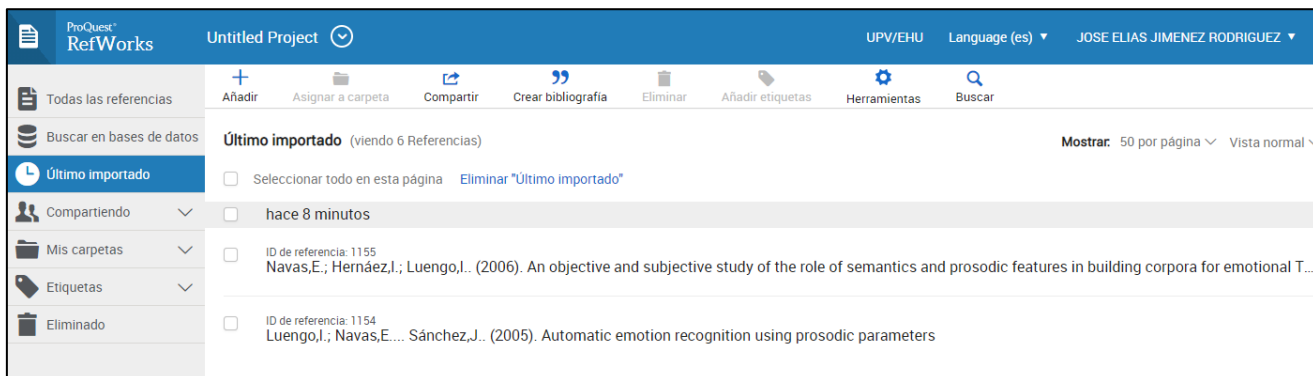 ProQuest®
RefWorks
Untitled Project
UPV/EHU Language (es) ▼ JOSE ELIAS JIMENEZ RODRIGUEZ ▼
Todas las referencias
Buscar en bases de datos
Último importado
Compartiendo
Mis carpetas
Etiquetas
Eliminado
Añadir Asignar a carpeta Compartir Crear bibliografía Eliminar Añadir etiquetas Herramientas Buscar
Último importado (viendo 6 Referencias) Mostrar: 50 por página Vista normal
Seleccionar todo en esta página Eliminar "Último importado"
hace 8 minutos
ID de referencia: 1155
Navas,E.; Hernáez,I.; Luengo,I.. (2006). An objective and subjective study of the role of semantics and prosodic features in building corpora for emotional T...
ID de referencia: 1154
Luengo,I.; Navas,E.... Sánchez,J.. (2005). Automatic emotion recognition using prosodic parameters